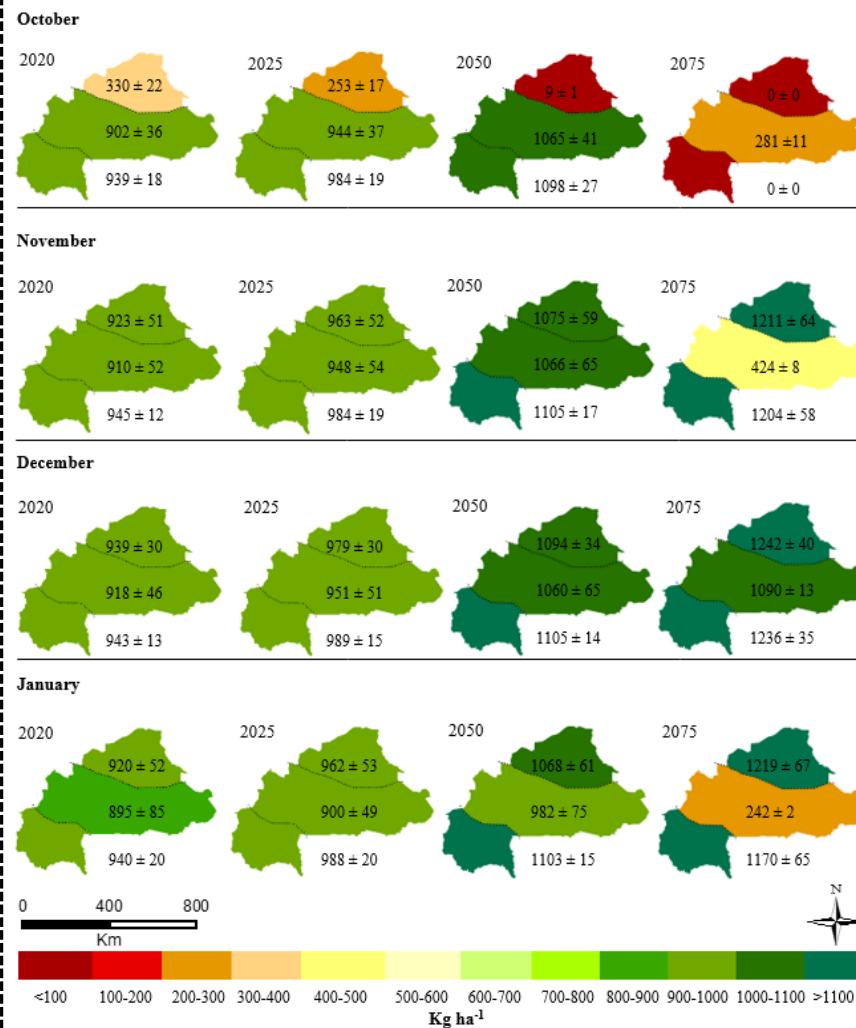 October
2020 2025 2050 2075
330 ± 22 253 ± 17 9 ± 1 0 ± 0
902 ± 36 944 ± 37 1065 ± 41 281 ±11
939 ± 18 984 ± 19 1098 ± 27 0 ± 0
November
2020 2025 2050 2075
923 ± 51 963 ± 52 1075 ± 59 1211 ± 64
910 ± 52 948 ± 54 1066 ± 65 424 ± 8
945 ± 12 984 ± 19 1105 ± 17 1204 ± 58
December
2020 2025 2050 2075
939 ± 30 979 ± 30 1094 ± 34 1242 ± 40
918 ± 46 951 ± 51 1060 ± 65 1090 ± 13
943 ± 13 989 ± 15 1105 ± 14 1236 ± 35
January
2020 2025 2050 2075
920 ± 52 962 ± 53 1068 ± 61 1219 ± 67
895 ± 85 900 ± 49 982 ± 75 242 ± 2
940 ± 20 988 ± 20 1103 ± 15 1170 ± 65
N
0 400 800
Km
<100 100-200 200-300 300-400 400-500 500-600 600-700 700-800 800-900 900-1000 1000-1100 >1100
Kg ha⁻¹